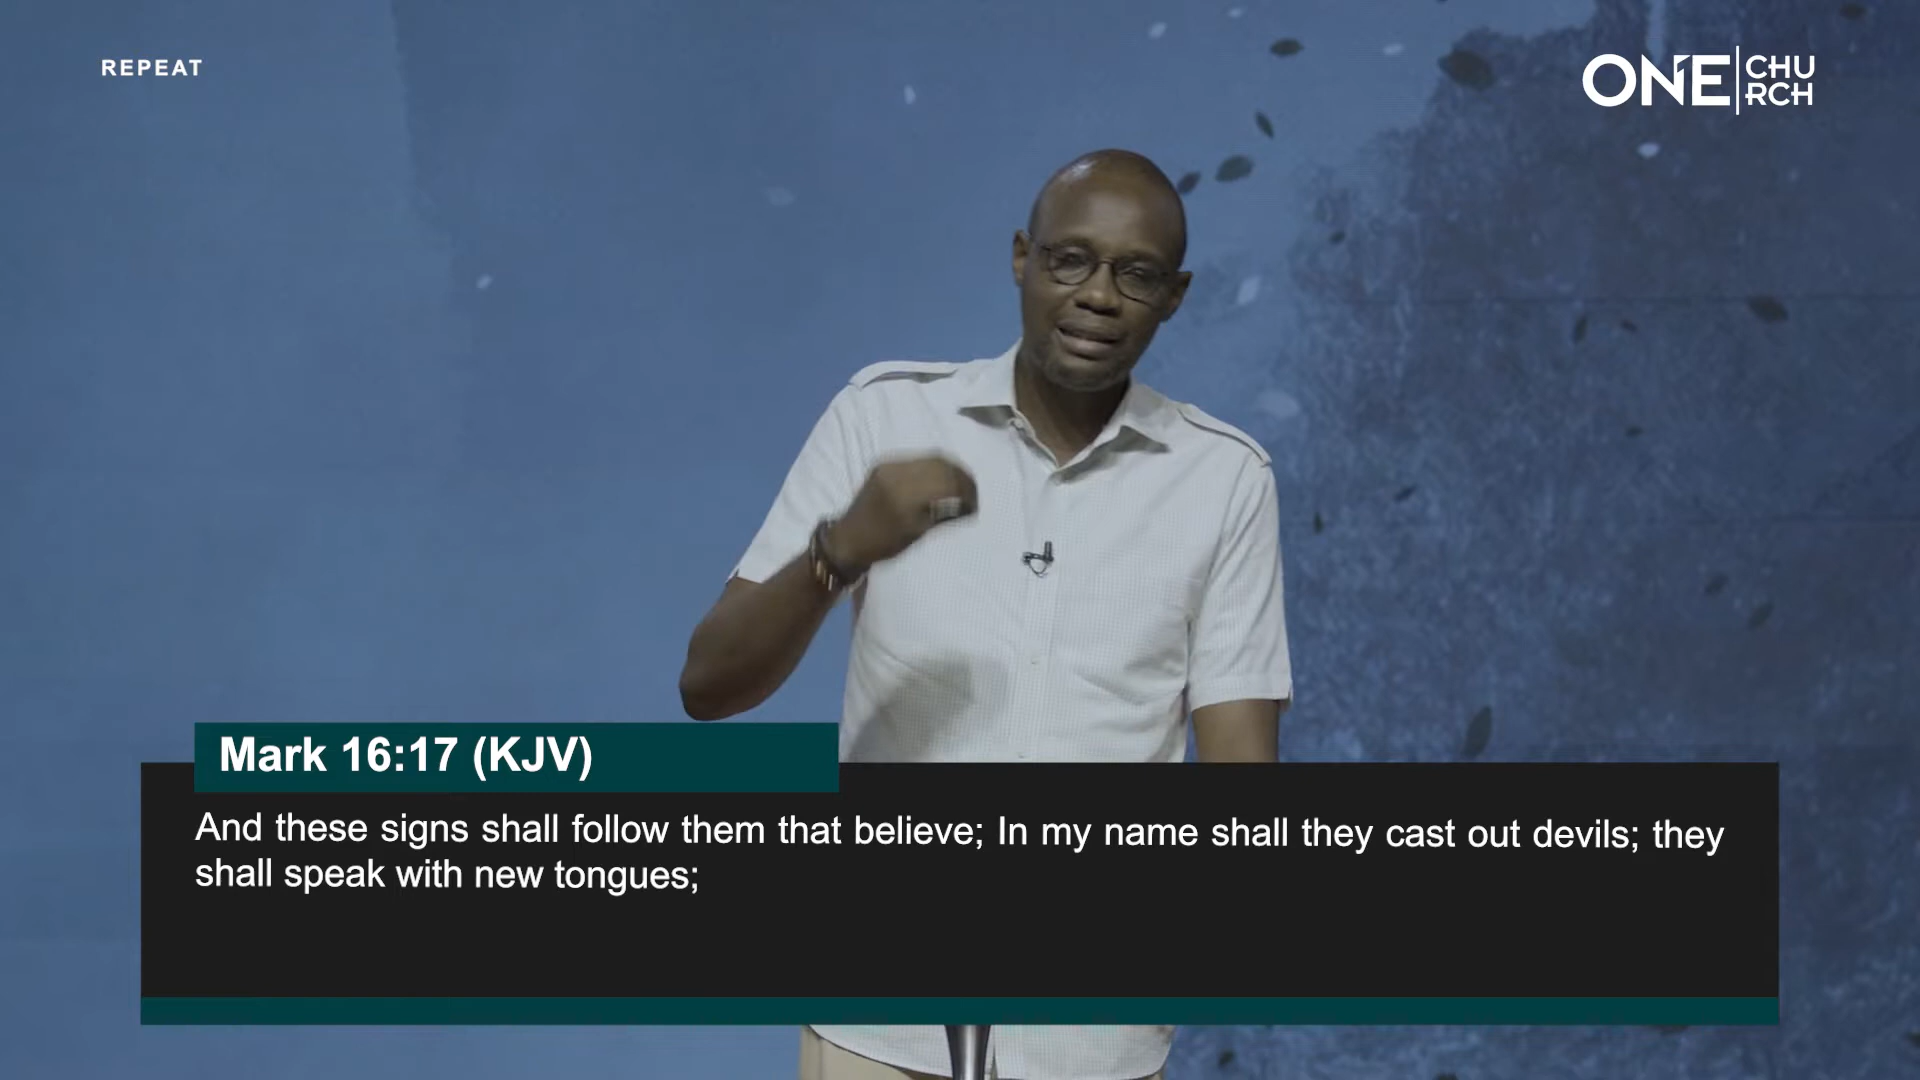 REPEAT
ONE CHU
RCH
Mark 16:17 (KJV)
And these signs shall follow them that believe; In my name shall they cast out devils; they
shall speak with new tongues;